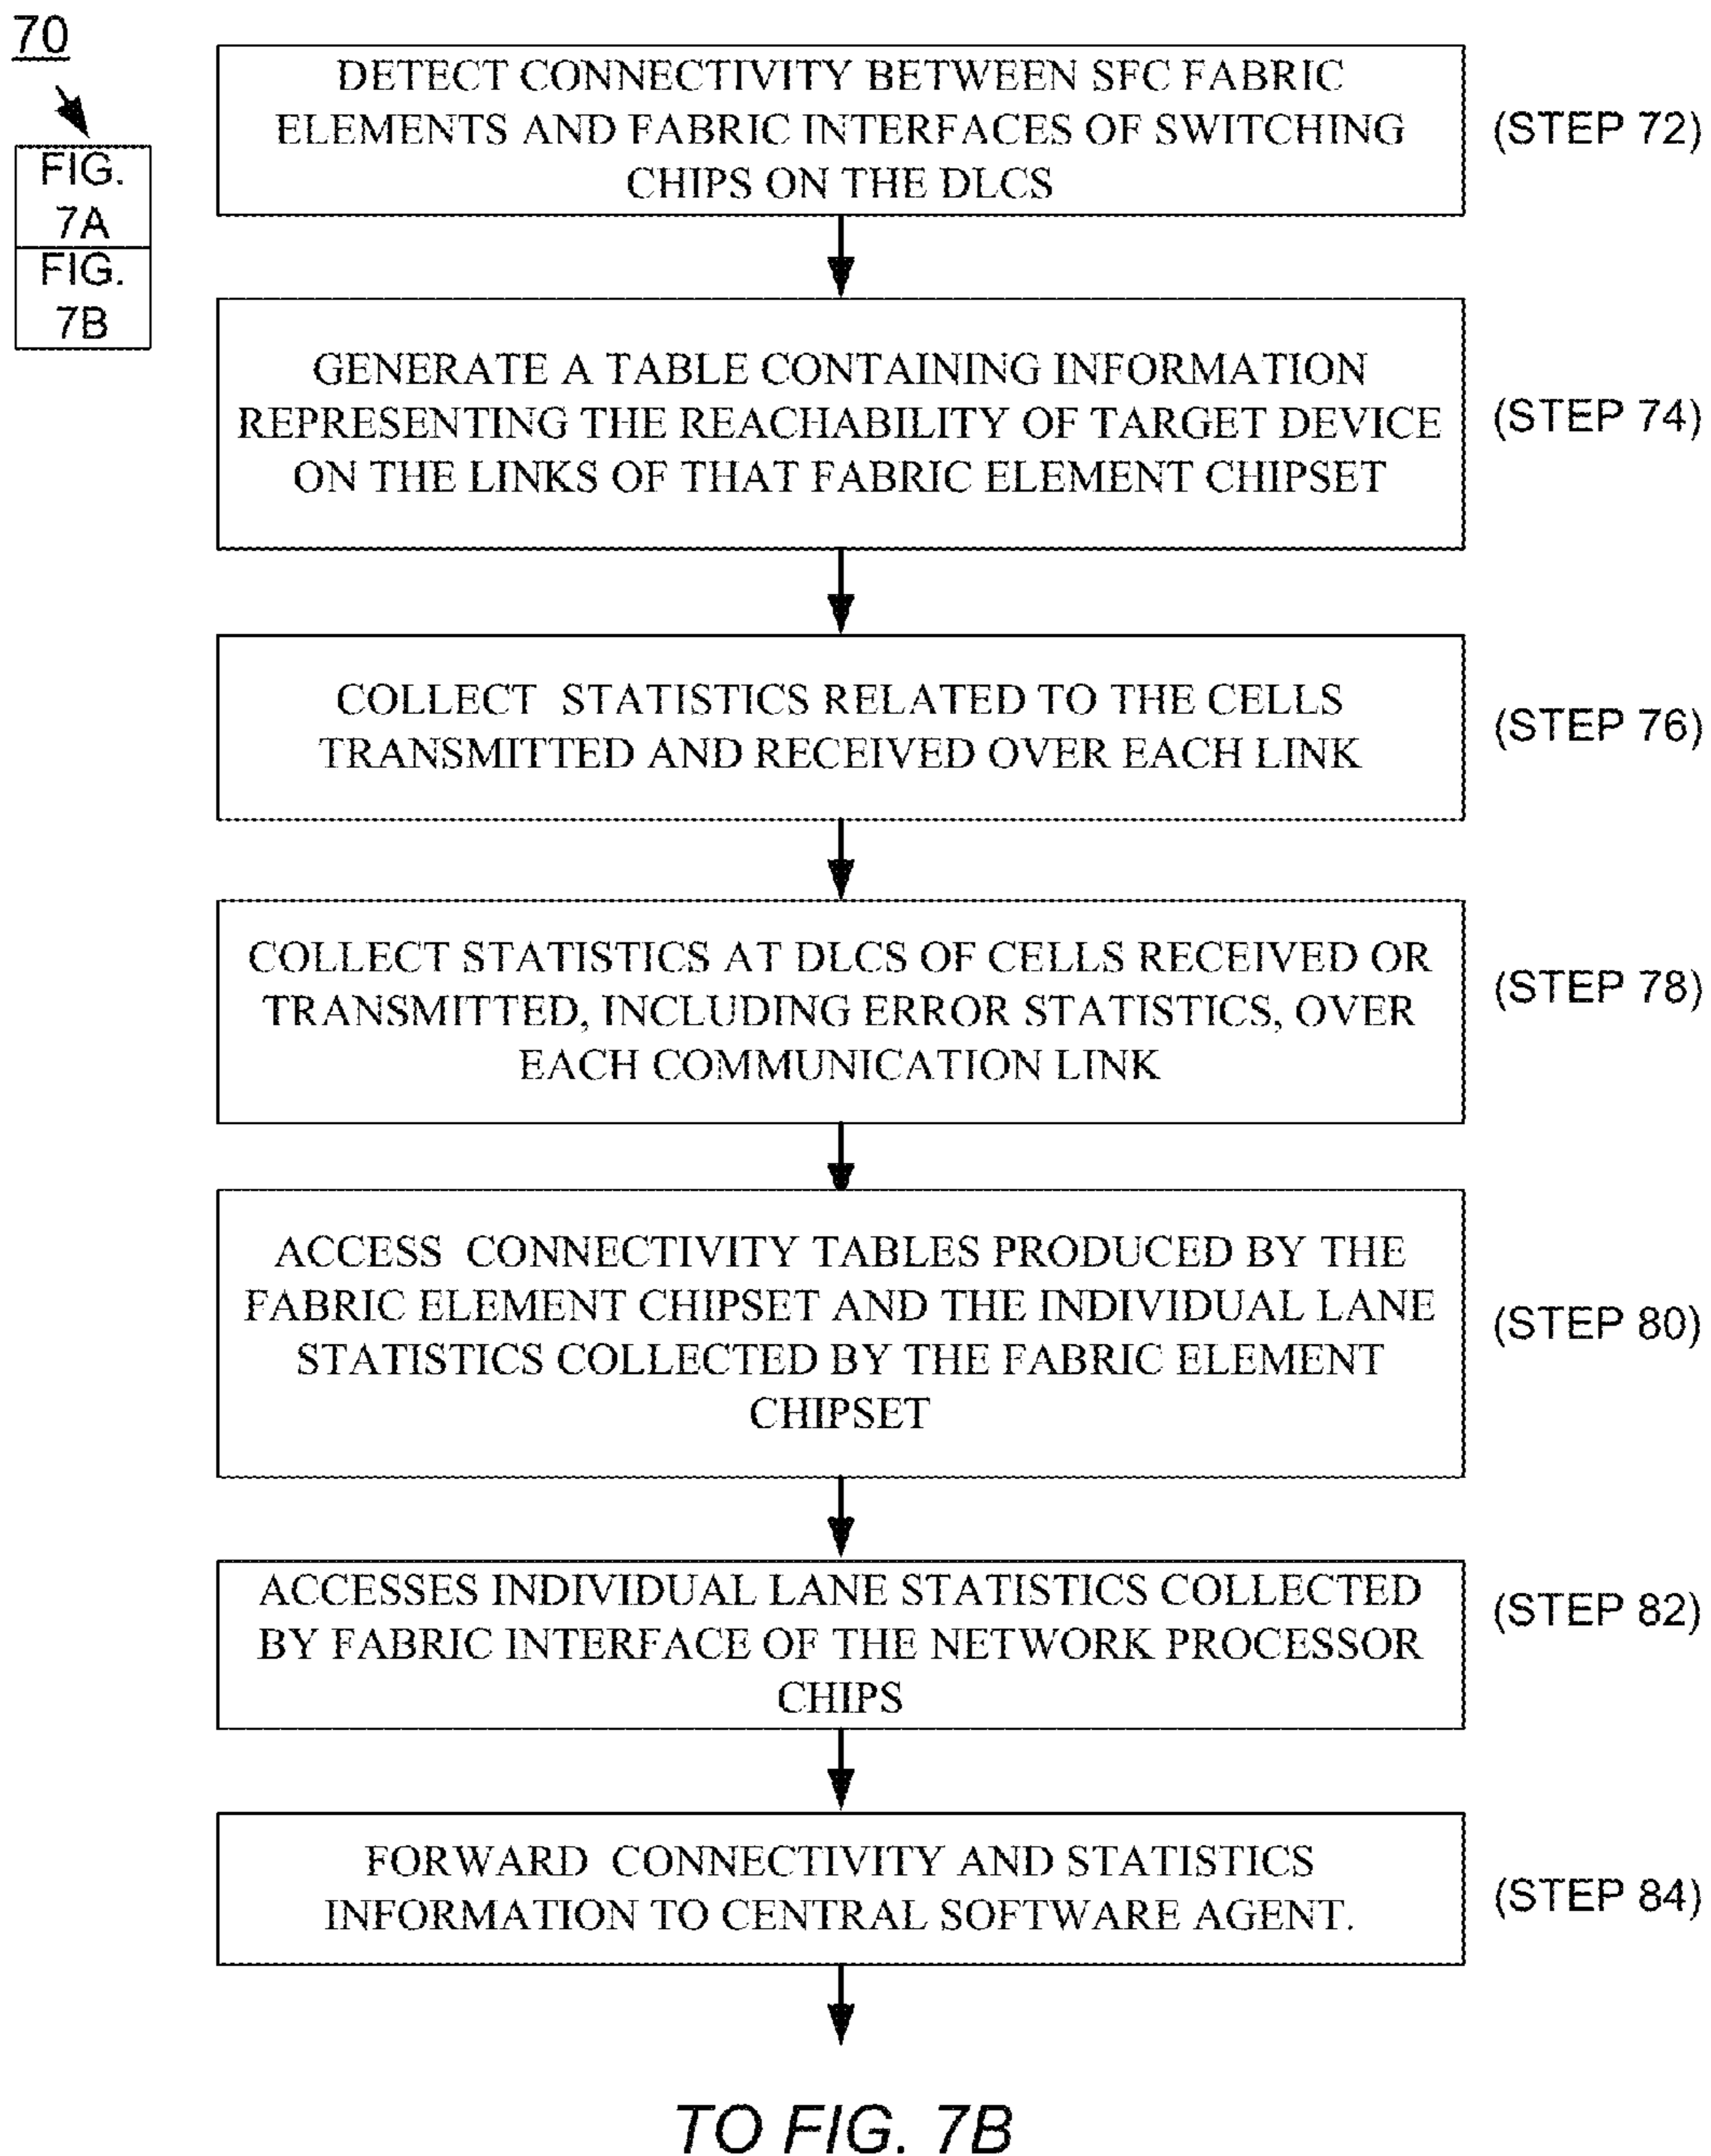 70
FIG.
7A
FIG.
7B
DETECT CONNECTIVITY BETWEEN SFC FABRIC
ELEMENTS AND FABRIC INTERFACES OF SWITCHING
CHIPS ON THE DLCS
(STEP 72)
GENERATE A TABLE CONTAINING INFORMATION
REPRESENTING THE REACHABILITY OF TARGET DEVICE
ON THE LINKS OF THAT FABRIC ELEMENT CHIPSET
(STEP 74)
COLLECT STATISTICS RELATED TO THE CELLS
TRANSMITTED AND RECEIVED OVER EACH LINK
(STEP 76)
COLLECT STATISTICS AT DLCS OF CELLS RECEIVED OR
TRANSMITTED, INCLUDING ERROR STATISTICS, OVER
EACH COMMUNICATION LINK
(STEP 78)
ACCESS CONNECTIVITY TABLES PRODUCED BY THE
FABRIC ELEMENT CHIPSET AND THE INDIVIDUAL LANE
STATISTICS COLLECTED BY THE FABRIC ELEMENT
CHIPSET
(STEP 80)
ACCESSES INDIVIDUAL LANE STATISTICS COLLECTED
BY FABRIC INTERFACE OF THE NETWORK PROCESSOR
CHIPS
(STEP 82)
FORWARD CONNECTIVITY AND STATISTICS
INFORMATION TO CENTRAL SOFTWARE AGENT.
(STEP 84)
TO FIG. 7B